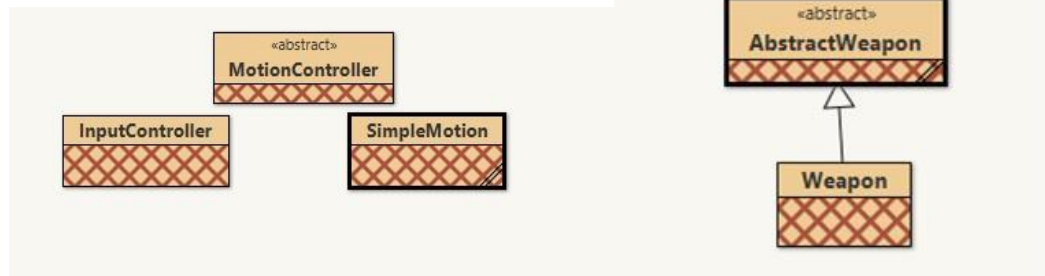 «abstract»
MotionController
InputController
SimpleMotion
«abstract»
AbstractWeapon
Weapon